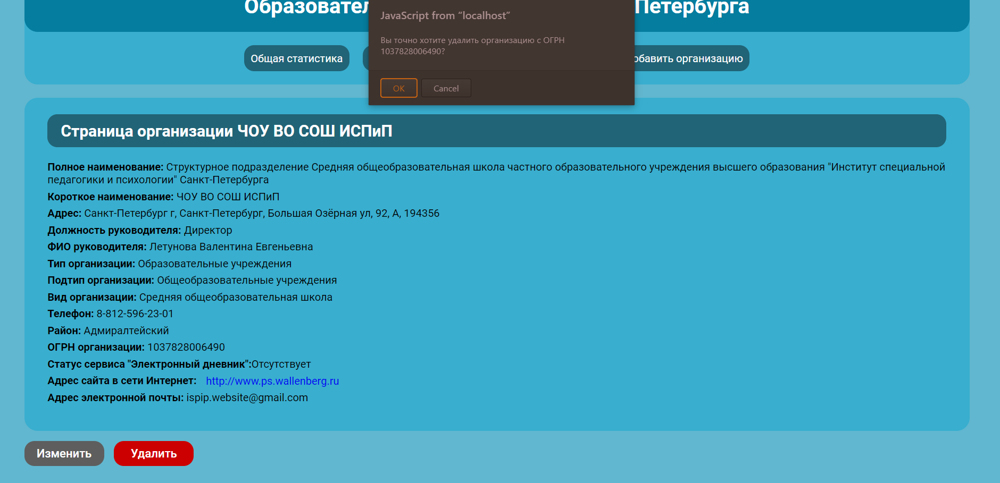 Образовател Петербурга
JavaScript from “localhost”
Вы точно хотите удалить организацию с ОГРН
1037828006490?
OK Cancel
Общая статистика обавить организацию
Страница организации ЧОУ ВО СОШ ИСПиП
Полное наименование: Структурное подразделение Средняя общеобразовательная школа частного образовательного учреждения высшего образования "Институт специальной
педагогики и психологии" Санкт-Петербурга
Короткое наименование: ЧОУ ВО СОШ ИСПиП
Адрес: Санкт-Петербург г, Санкт-Петербург, Большая Озёрная ул, 92, А, 194356
Должность руководителя: Директор
ФИО руководителя: Летунова Валентина Евгеньевна
Тип организации: Образовательные учреждения
Подтип организации: Общеобразовательные учреждения
Вид организации: Средняя общеобразовательная школа
Телефон: 8-812-596-23-01
Район: Адмиралтейский
ОГРН организации: 1037828006490
Статус сервиса "Электронный дневник":Отсутствует
Адрес сайта в сети Интернет: http://www.ps.wallenberg.ru
Адрес электронной почты: ispip.website@gmail.com
Изменить Удалить